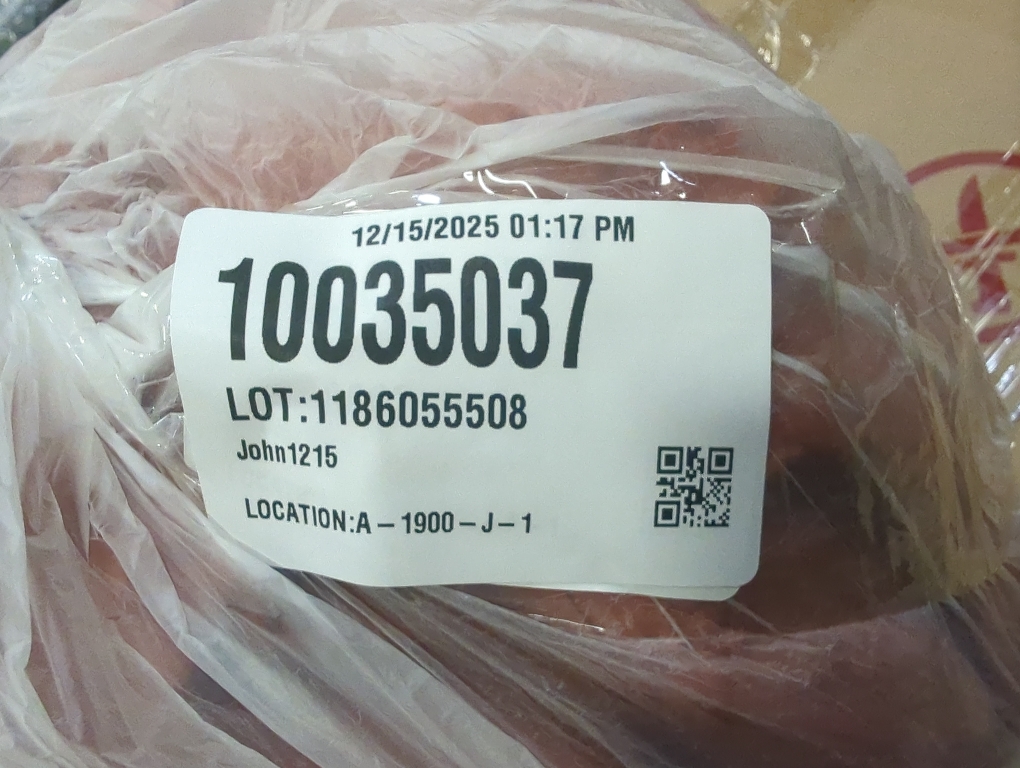 12/15/2025 01:17 PM
10035037
LOT:1186055508
John1215
LOCATION:A – 1900 – J – 1